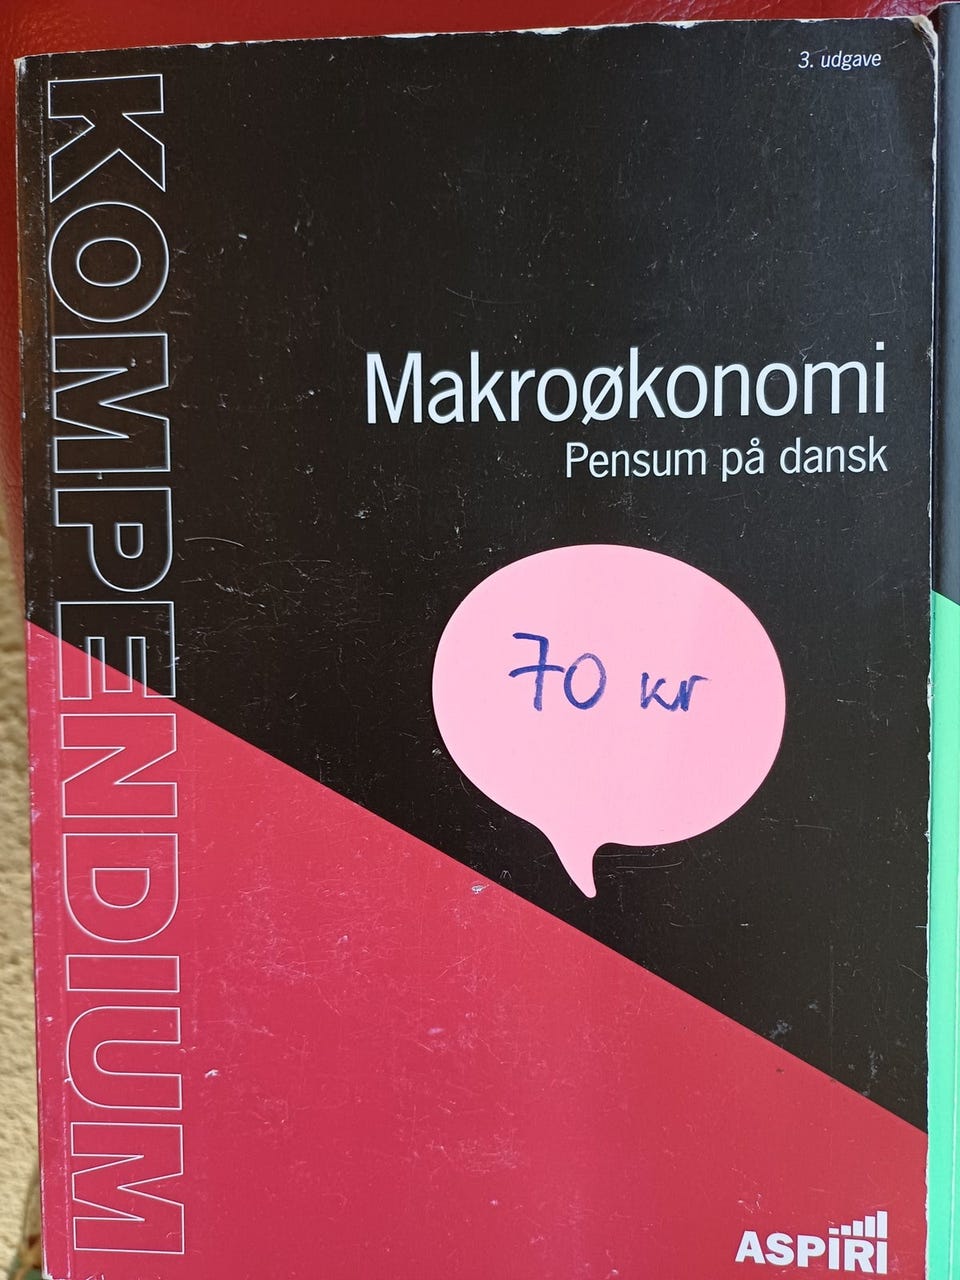 3. udgave
KOMPENDIUM
Makroøkonomi
Pensum på dansk
70 kr
ASPIRI